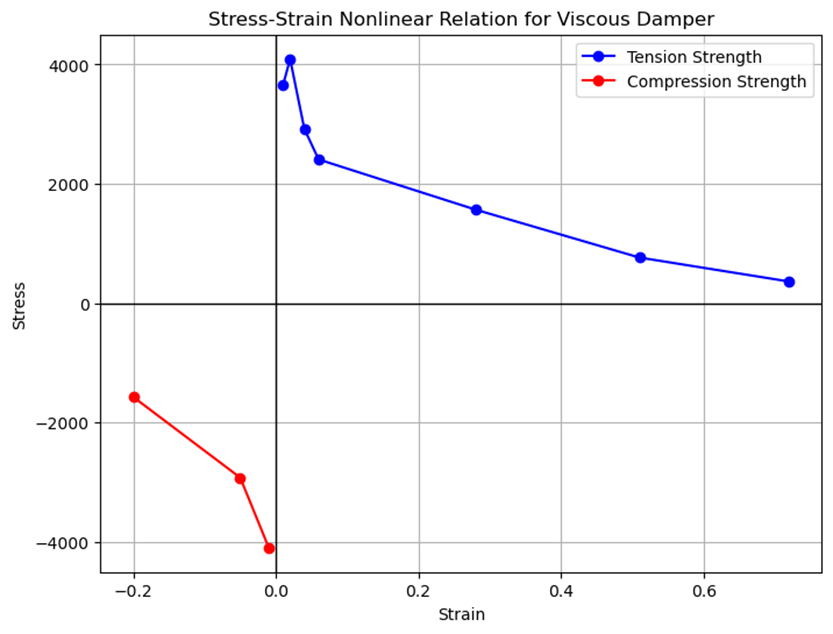 Stress-Strain Nonlinear Relation for Viscous Damper
Tension Strength
Compression Strength
Stress
4000
2000
0
−2000
−4000
−0.2
0.0
0.2
0.4
0.6
Strain